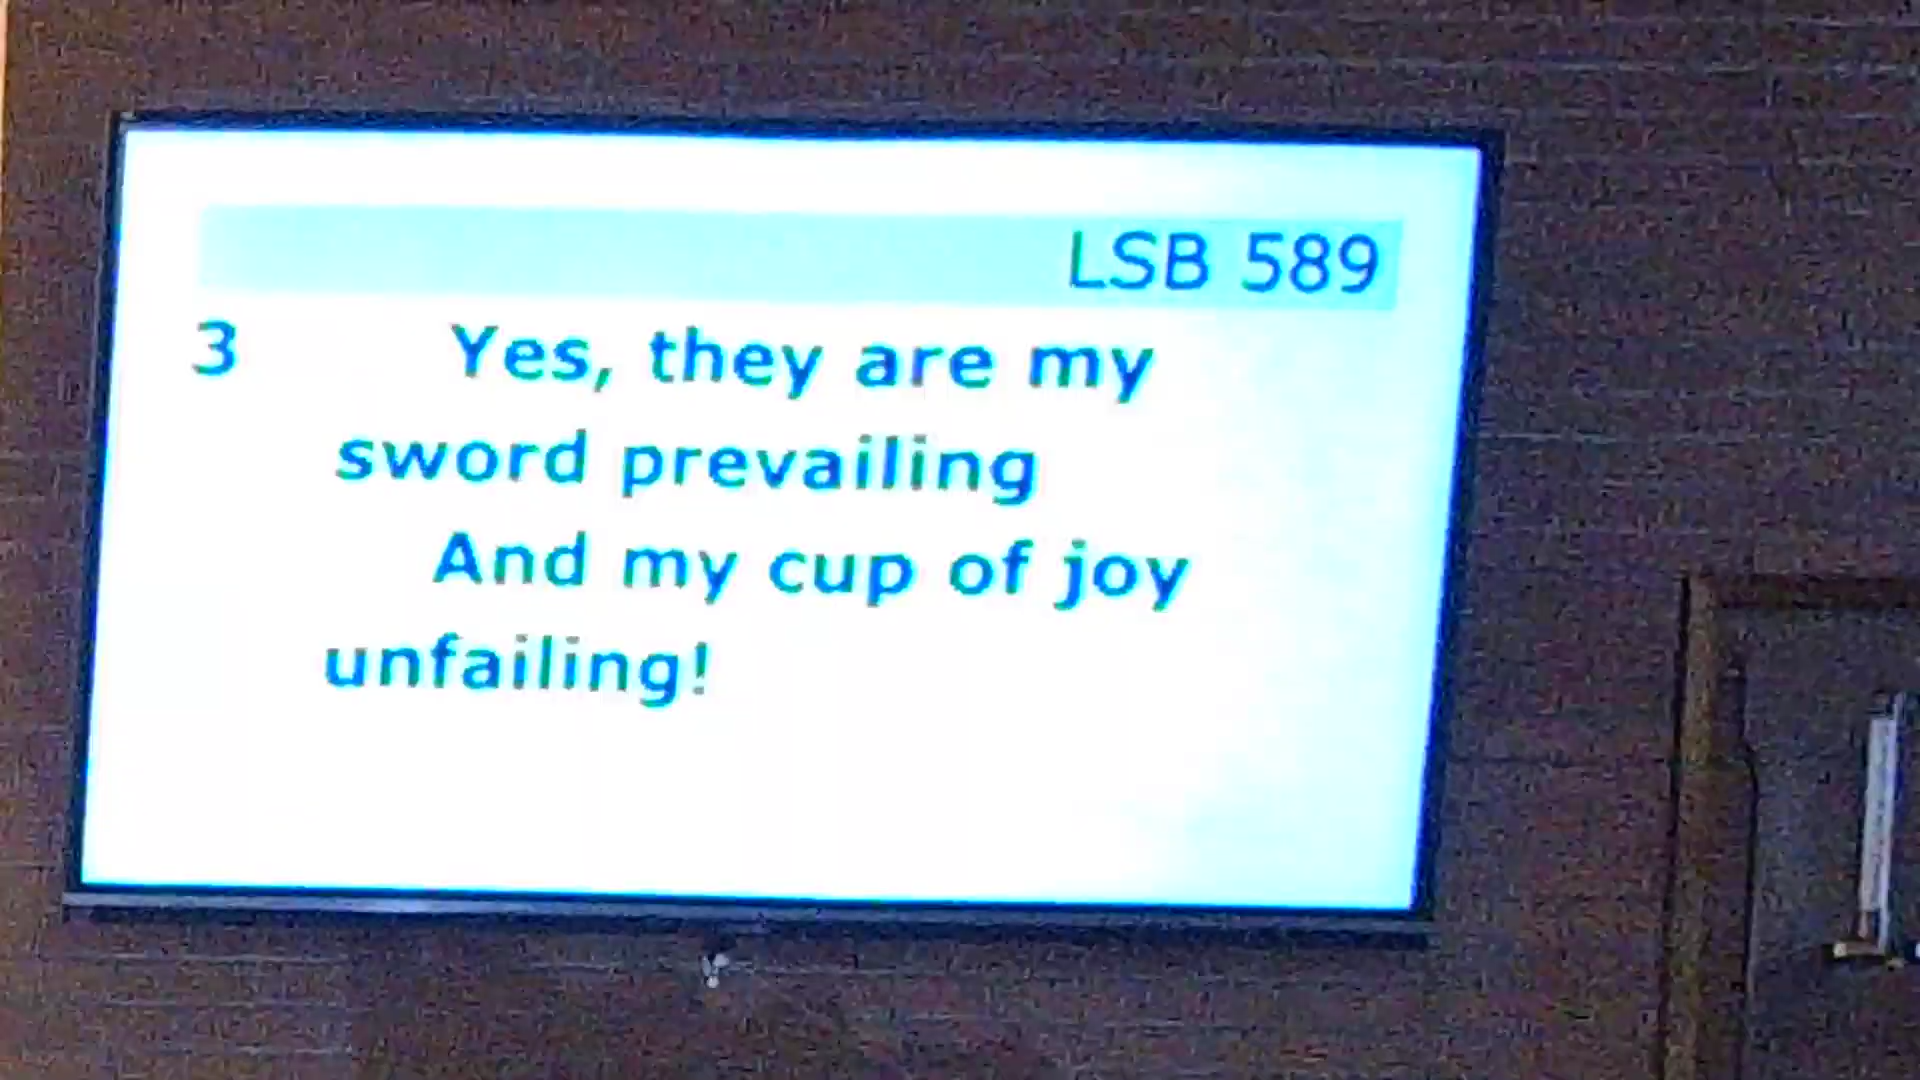 LSB 589
3 Yes, they are my
sword prevailing
And my cup of joy
unfailing!